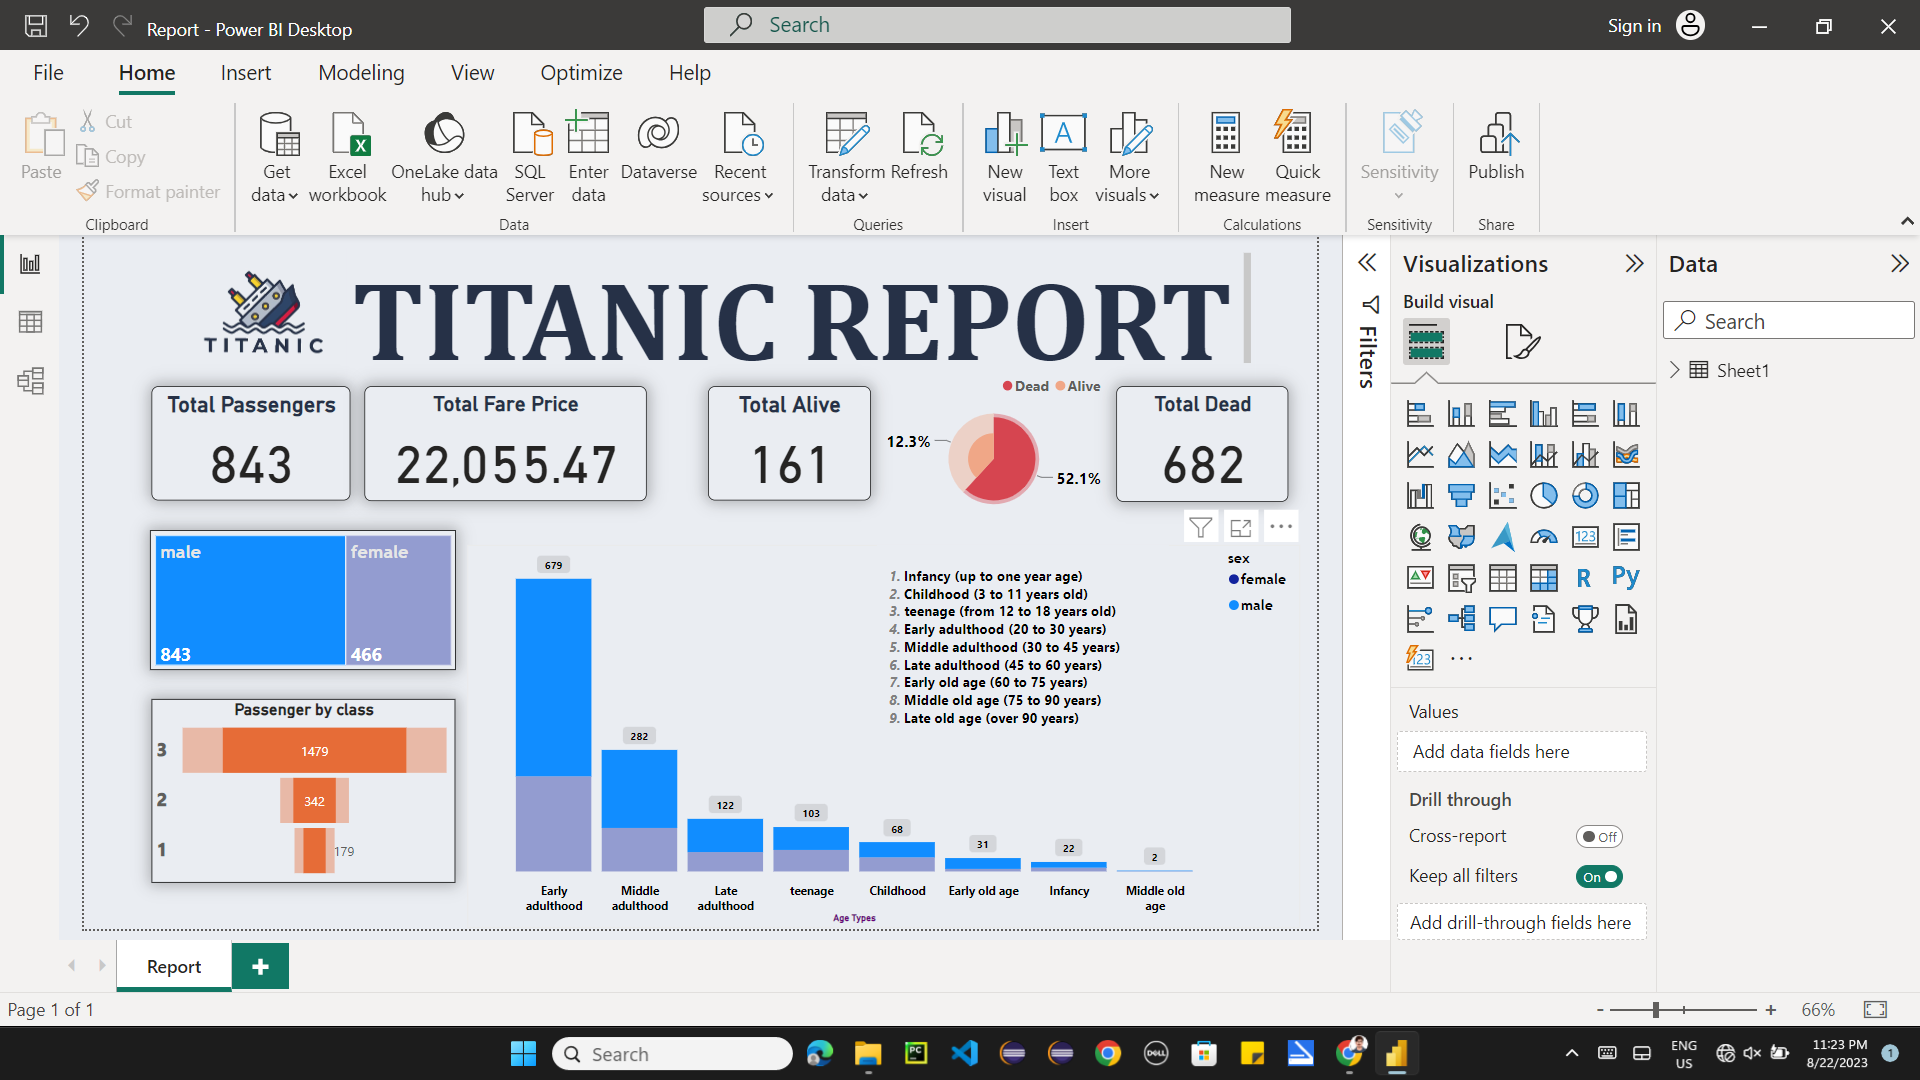 Report - Power BI Desktop
Search
Sign in
File Home Insert Modeling View Optimize Help
Paste
Cut
Copy
Format painter
Clipboard
Get data
Excel workbook
OneLake data hub
SQL Server
Enter data
Dataverse
Recent sources
Data
Transform data
Refresh
Queries
New visual
Text box
More visuals
Insert
New measure
Quick measure
Calculations
Sensitivity
Sensitivity
Publish
Share
TITANIC
TITANIC REPORT
Total Passengers
843
Total Fare Price
22,055.47
Total Alive
161
Dead Alive
12.3%
52.1%
Total Dead
682
male
843
female
466
Passenger by class
3 1479
2 342
1 179
679
282
122
103
68
31
22
2
1. Infancy (up to one year age)
2. Childhood (3 to 11 years old)
3. teenage (from 12 to 18 years old)
4. Early adulthood (20 to 30 years)
5. Middle adulthood (30 to 45 years)
6. Late adulthood (45 to 60 years)
7. Early old age (60 to 75 years)
8. Middle old age (75 to 90 years)
9. Late old age (over 90 years)
sex
female
male
Early adulthood
Middle adulthood
Late adulthood
teenage
Childhood
Early old age
Infancy
Middle old age
Age Types
Filters
Visualizations
Build visual
123
R
Py
123
Values
Add data fields here
Drill through
Cross-report
Off
Keep all filters
On
Add drill-through fields here
Data
Search
Sheet1
Report
Page 1 of 1
66%
Search
PC
DELL
ENG
US
11:23 PM
8/22/2023
1